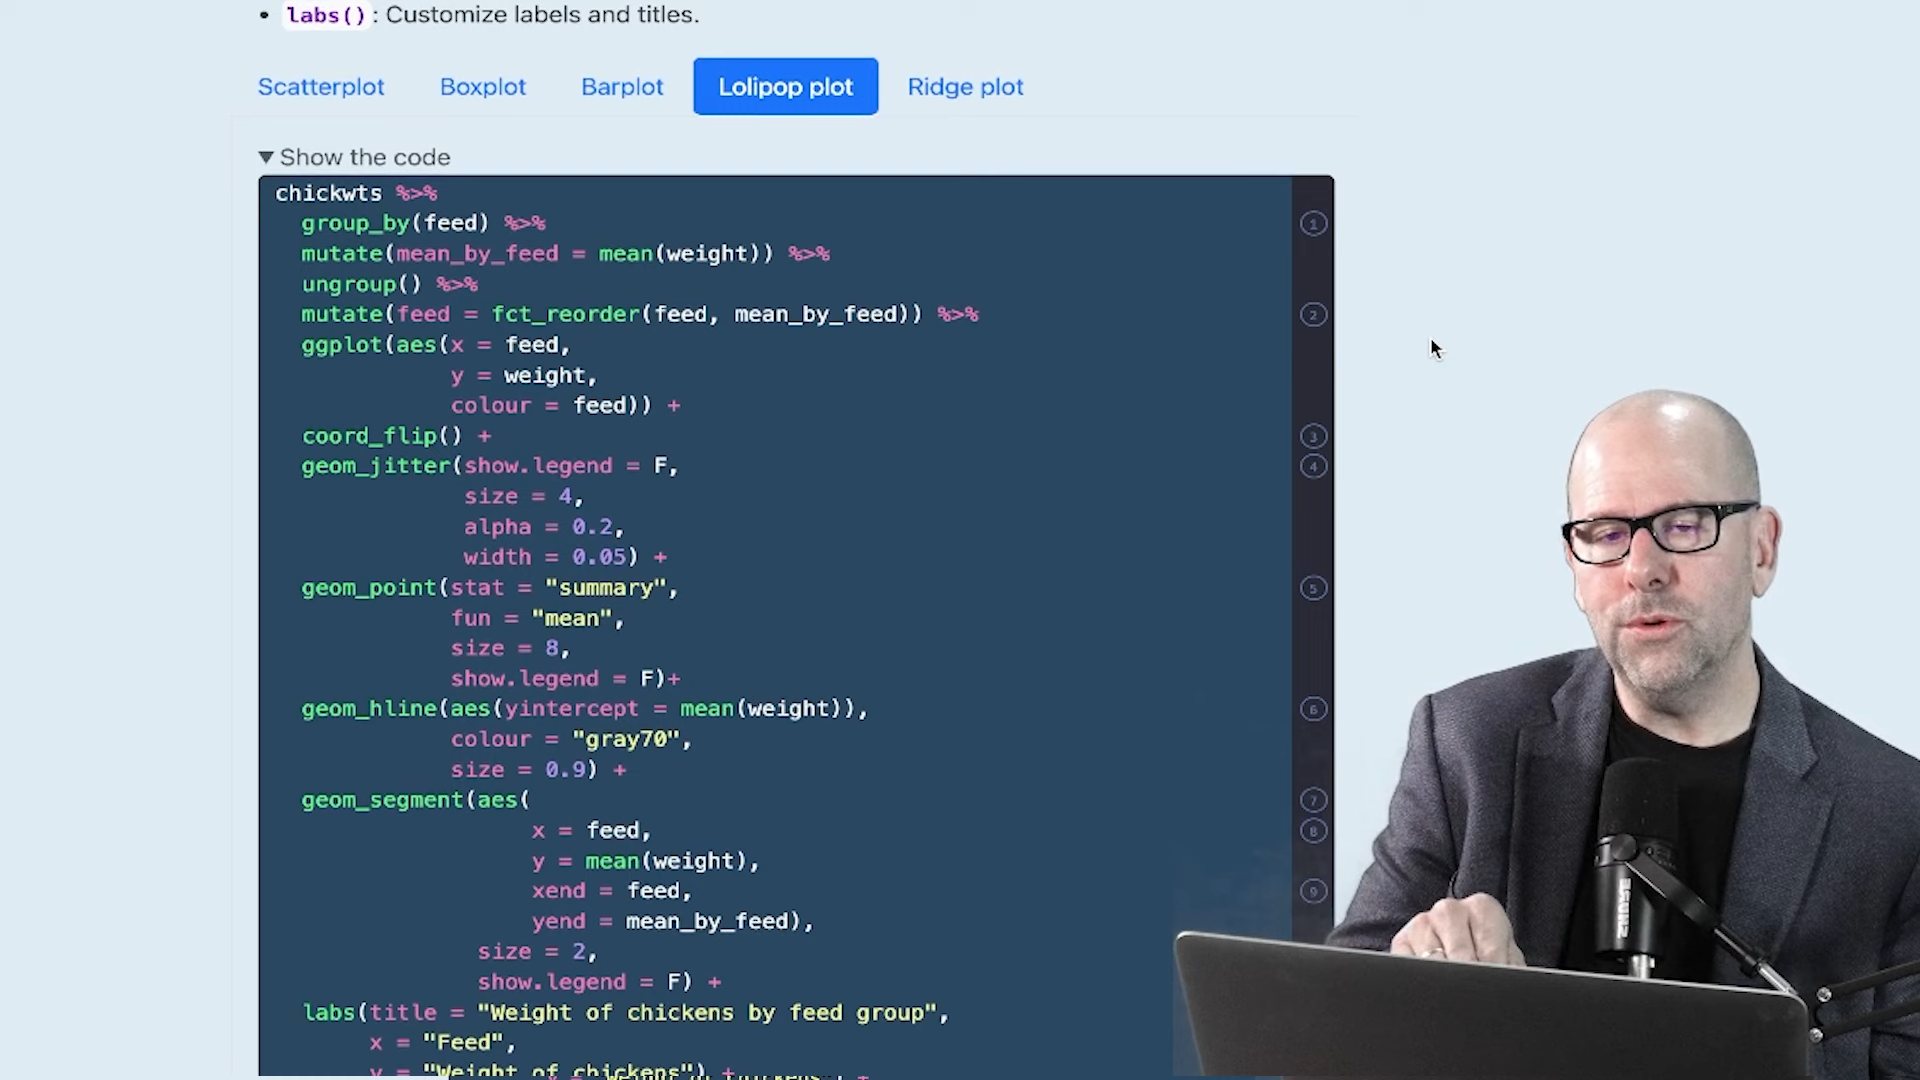 • labs(): Customize labels and titles.
Scatterplot Boxplot Barplot Lolipop plot Ridge plot
▼ Show the code
chickwts %>%
group_by(feed) %>% 1
mutate(mean_by_feed = mean(weight)) %>%
ungroup() %>%
mutate(feed = fct_reorder(feed, mean_by_feed)) %>% 2
ggplot(aes(x = feed,
y = weight,
colour = feed)) +
coord_flip() + 3
geom_jitter(show.legend = F, 4
size = 4,
alpha = 0.2,
width = 0.05) +
geom_point(stat = "summary", 5
fun = "mean",
size = 8,
show.legend = F)+
geom_hline(aes(yintercept = mean(weight)), 6
colour = "gray70",
size = 0.9) +
geom_segment(aes( 7
x = feed, 8
y = mean(weight),
xend = feed, 9
yend = mean_by_feed),
size = 2,
show.legend = F) +
labs(title = "Weight of chickens by feed group",
x = "Feed",
y = "Weight of chickens") +
SHURE